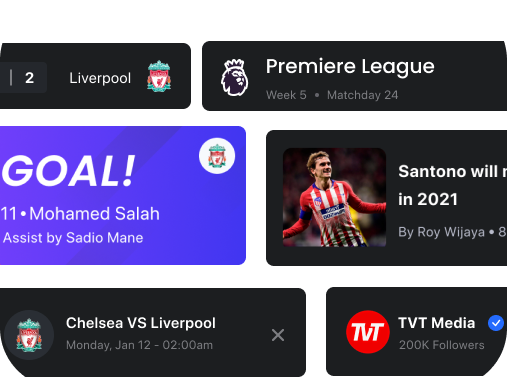 2 Liverpool
Premiere League
Week 5 • Matchday 24
GOAL!
11 • Mohamed Salah
Assist by Sadio Mane
Santono will
in 2021
By Roy Wijaya • 8
Chelsea VS Liverpool
Monday, Jan 12 - 02:00am
TVT
TVT Media
200K Followers